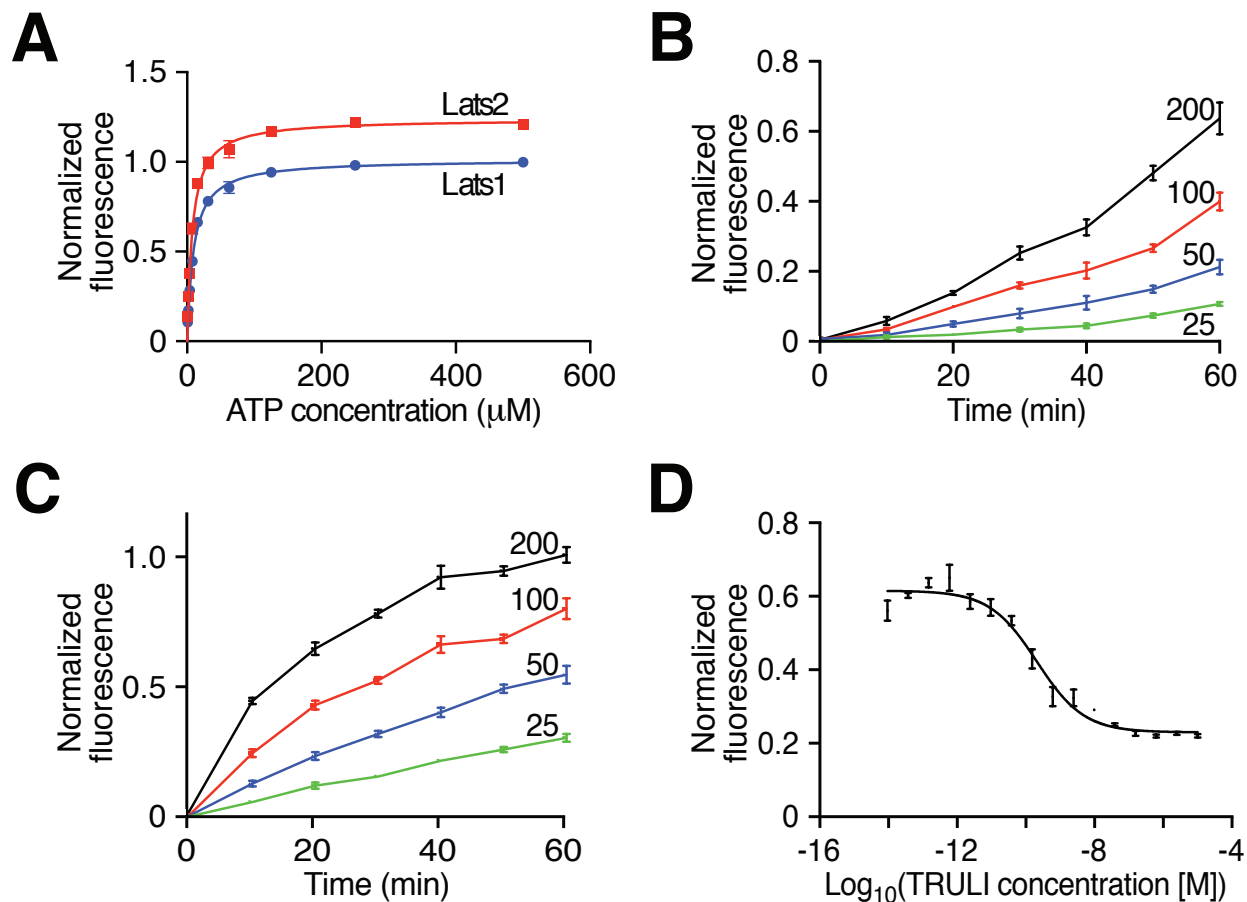 A
Normalized
fluorescence
1.5
1.0
0.5
0
Lats2
Lats1
0
200
400
600
ATP concentration (μM)
B
Normalized
fluorescence
0.8
0.6
0.4
0.2
0
200
100
50
25
0
20
40
60
Time (min)
C
Normalized
fluorescence
1.0
0.5
0
200
100
50
25
0
20
40
60
Time (min)
D
Normalized
fluorescence
0.8
0.6
0.4
0.2
0
-16
-12
-8
-4
Log₁₀(TRULI concentration [M])